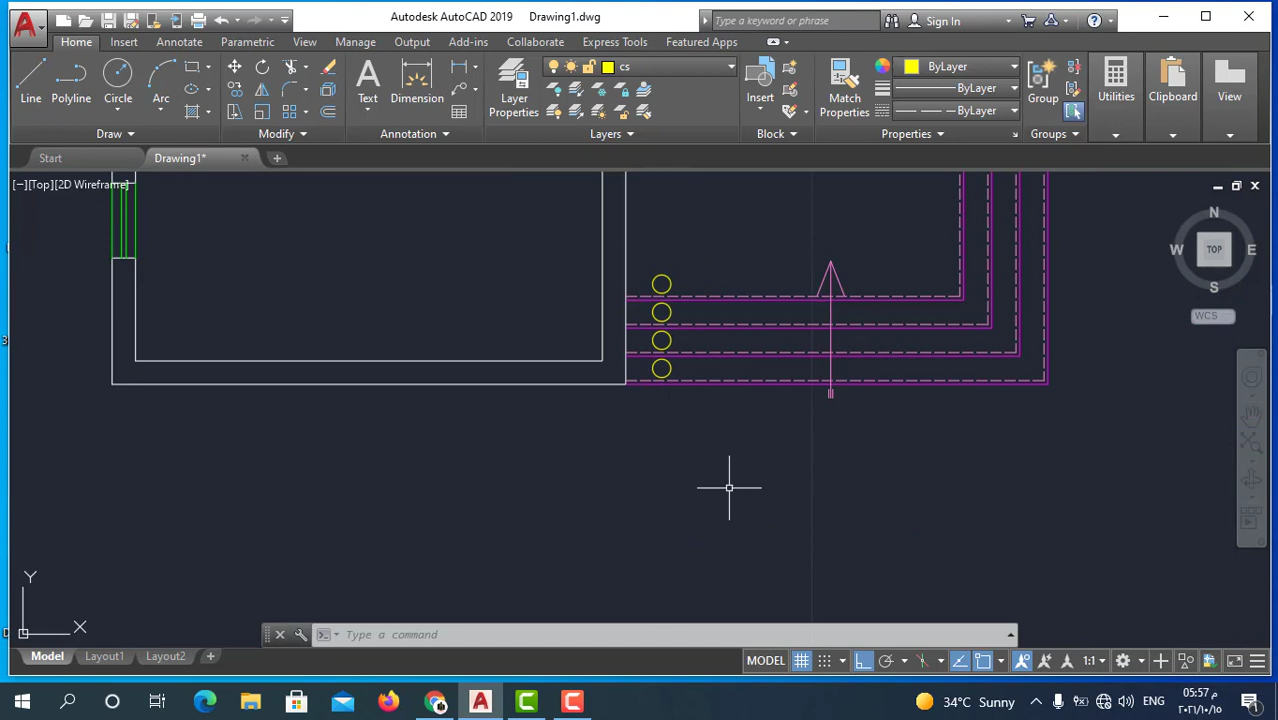 Autodesk AutoCAD 2019 Drawing1.dwg
Type a keyword or phrase
Sign In
Home Insert Annotate Parametric View Manage Output Add-ins Collaborate Express Tools Featured Apps
Line Polyline Circle Arc
Text Dimension
Layer Properties
cs
Insert
Match Properties
ByLayer
ByLayer
ByLayer
Group
Utilities
Clipboard
View
Draw Modify Annotation Layers Block Properties Groups
Start Drawing1*
[−][Top][2D Wireframe]
N
W TOP E
S
WCS
Y
X
Type a command
Model Layout1 Layout2 +
MODEL 1:1
34°C Sunny
ENG
05:57 م
1